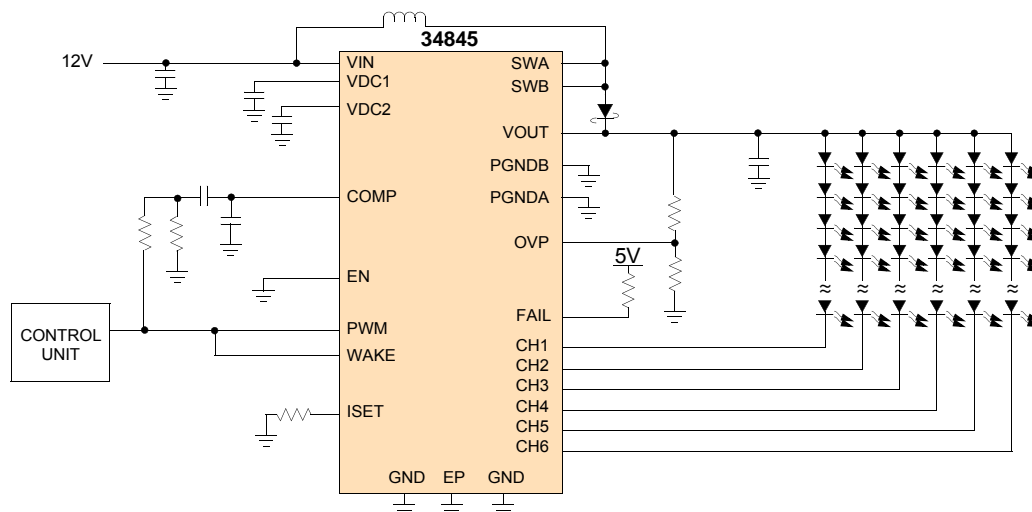 34845
12V
VIN
VDC1
VDC2
COMP
EN
PWM
WAKE
ISET
CONTROL
UNIT
SWA
SWB
VOUT
PGNDB
PGNDA
OVP
5V
FAIL
CH1
CH2
CH3
CH4
CH5
CH6
GND EP GND
≈ ≈ ≈ ≈ ≈ ≈